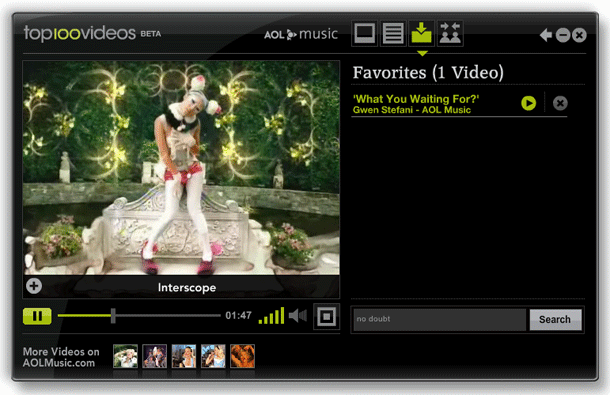 top100videos BETA
AOL music
Favorites (1 Video)
'What You Waiting For?'
Gwen Stefani - AOL Music
Interscope
01:47
no doubt
Search
More Videos on
AOLMusic.com